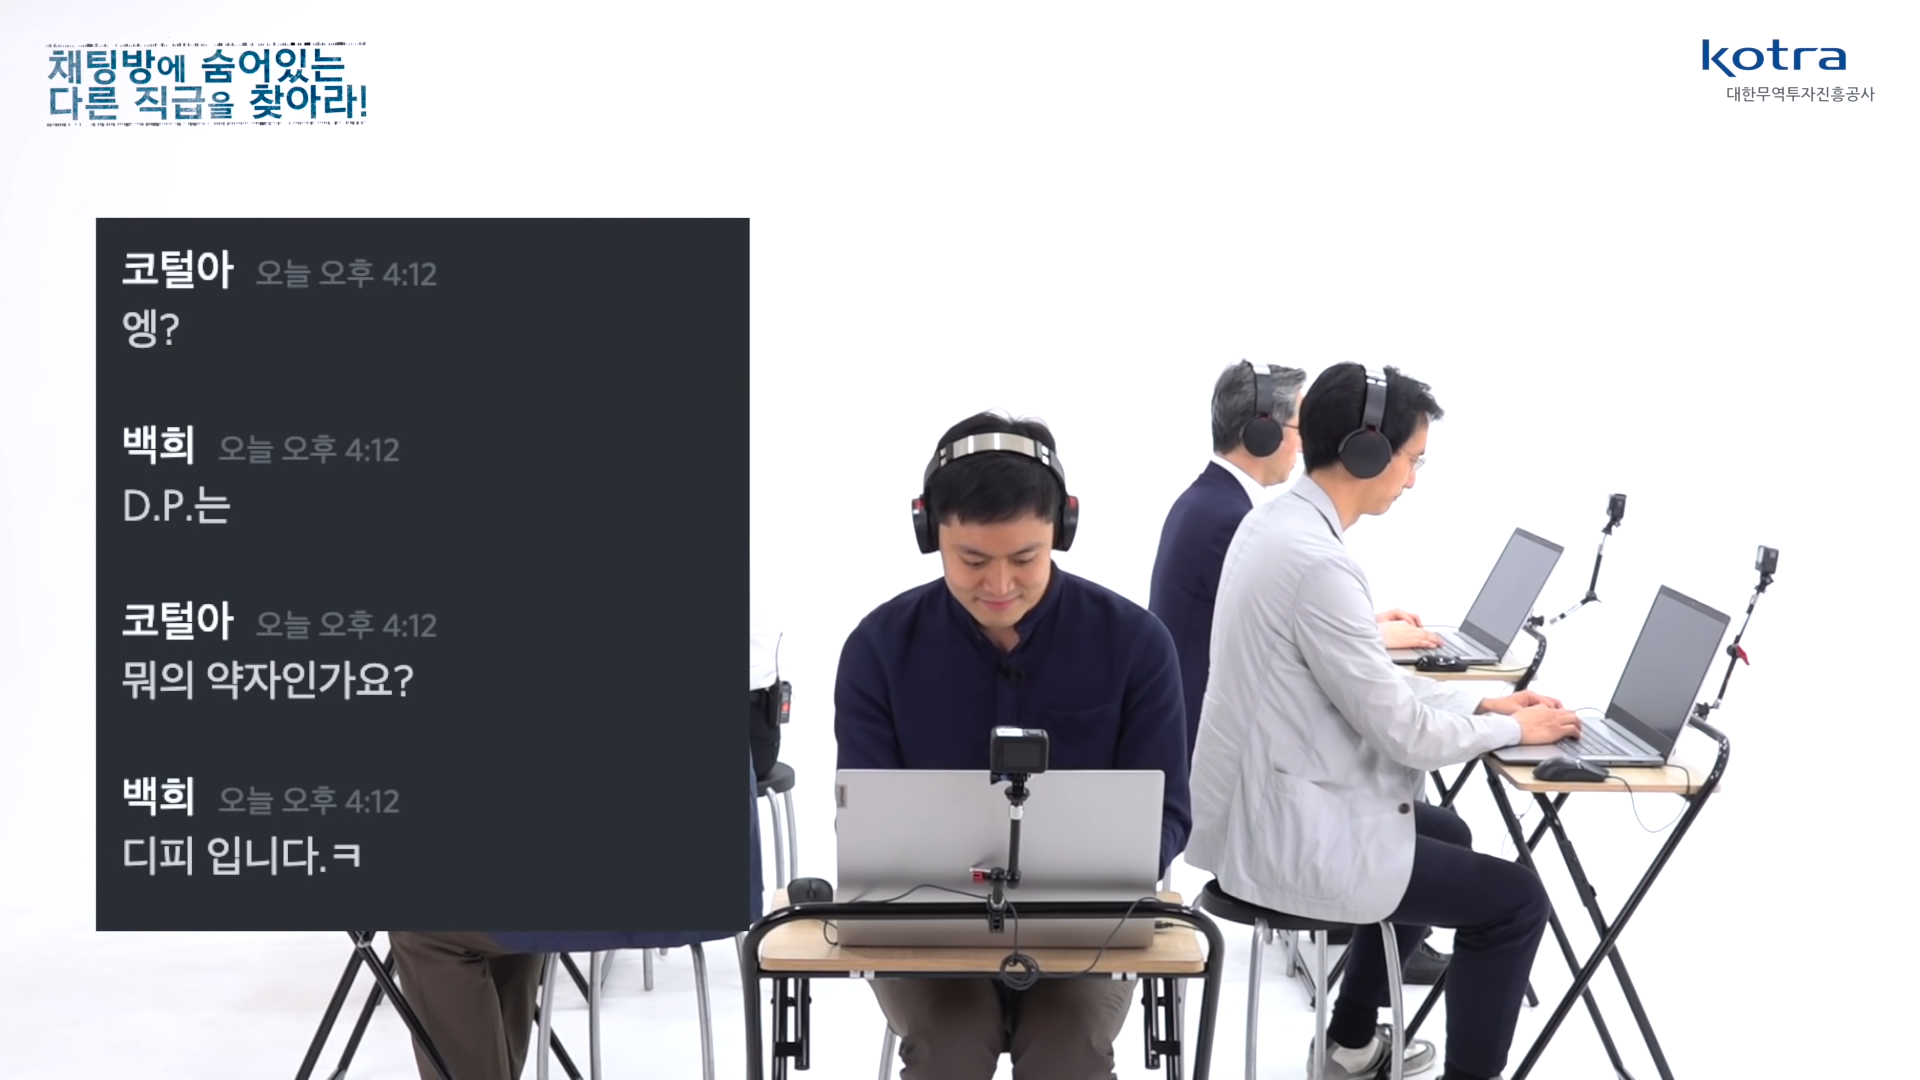 채팅방에 숨어있는
다른 직급을 찾아라!
kotra
대한무역투자진흥공사
코털아 오늘 오후 4:12
엥?
백희 오늘 오후 4:12
D.P.는
코털아 오늘 오후 4:12
뭐의 약자인가요?
백희 오늘 오후 4:12
디피 입니다.ㅋ